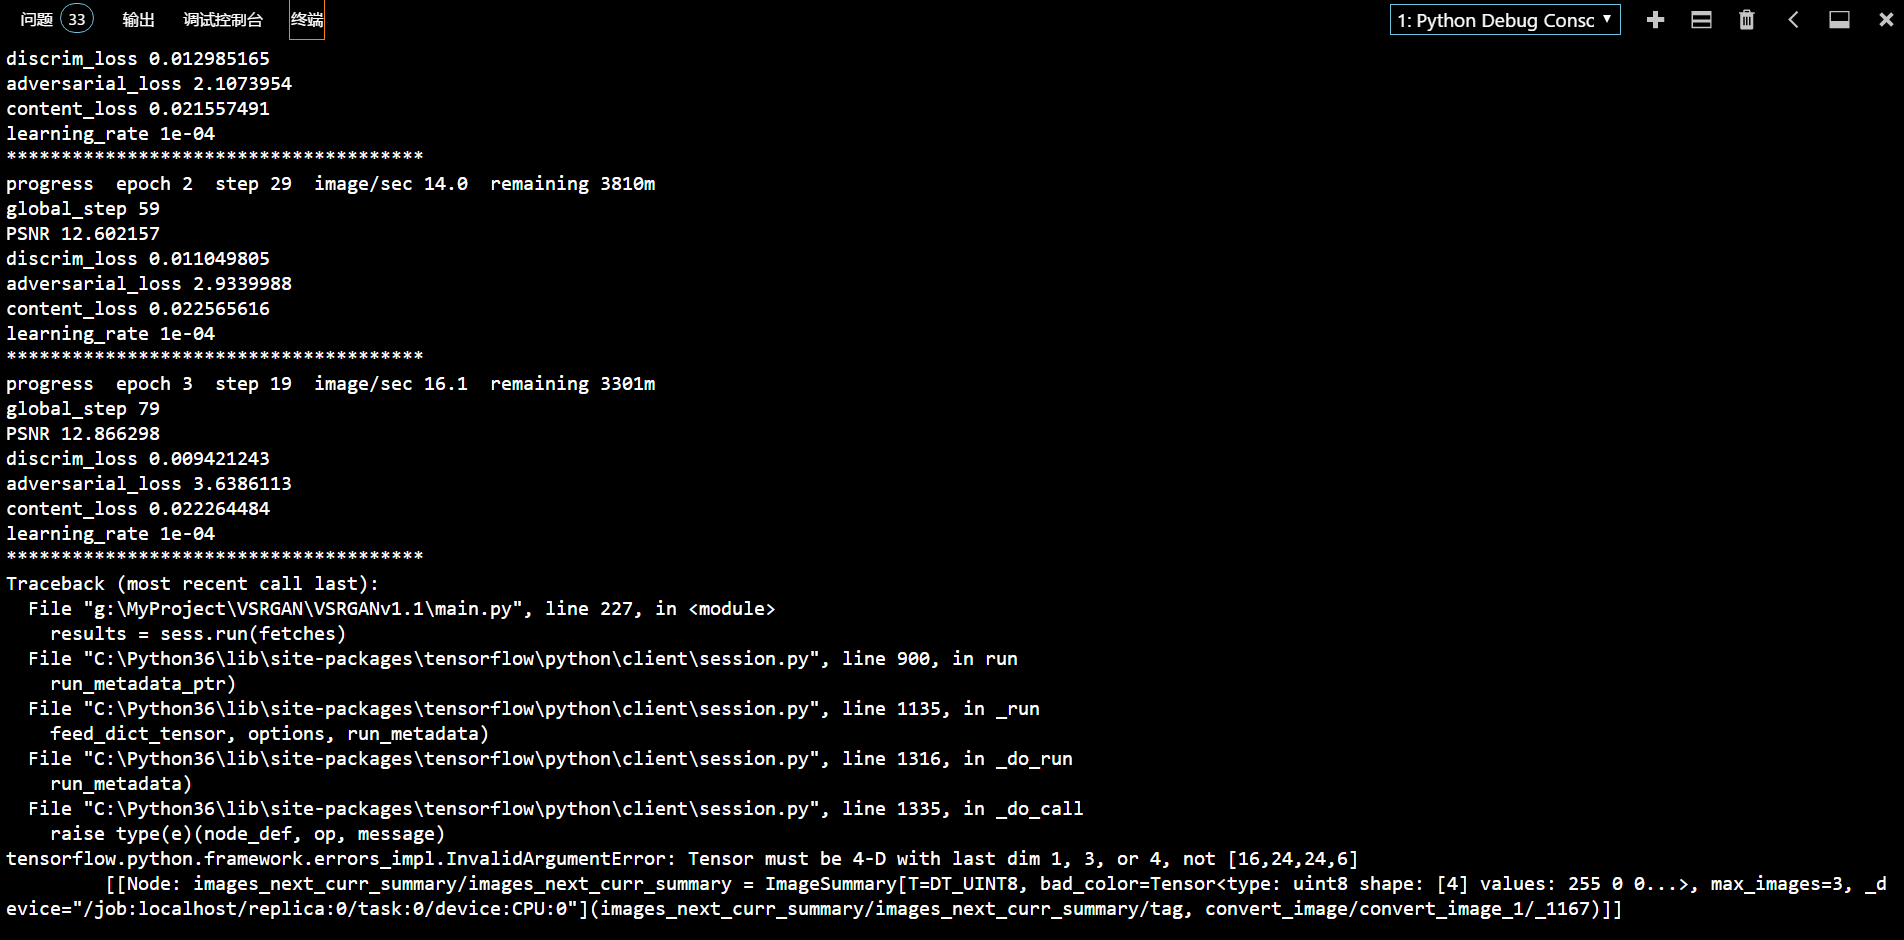 问题 33 输出 调试控制台 终端 1: Python Debug Consc
discrim_loss 0.012985165
adversarial_loss 2.1073954
content_loss 0.021557491
learning_rate 1e-04
**************************************
progress  epoch 2  step 29  image/sec 14.0  remaining 3810m
global_step 59
PSNR 12.602157
discrim_loss 0.011049805
adversarial_loss 2.9339988
content_loss 0.022565616
learning_rate 1e-04
**************************************
progress  epoch 3  step 19  image/sec 16.1  remaining 3301m
global_step 79
PSNR 12.866298
discrim_loss 0.009421243
adversarial_loss 3.6386113
content_loss 0.022264484
learning_rate 1e-04
**************************************
Traceback (most recent call last):
  File "g:\MyProject\VSRGAN\VSRGANv1.1\main.py", line 227, in <module>
    results = sess.run(fetches)
  File "C:\Python36\lib\site-packages\tensorflow\python\client\session.py", line 900, in run
    run_metadata_ptr)
  File "C:\Python36\lib\site-packages\tensorflow\python\client\session.py", line 1135, in _run
    feed_dict_tensor, options, run_metadata)
  File "C:\Python36\lib\site-packages\tensorflow\python\client\session.py", line 1316, in _do_run
    run_metadata)
  File "C:\Python36\lib\site-packages\tensorflow\python\client\session.py", line 1335, in _do_call
    raise type(e)(node_def, op, message)
tensorflow.python.framework.errors_impl.InvalidArgumentError: Tensor must be 4-D with last dim 1, 3, or 4, not [16,24,24,6]
         [[Node: images_next_curr_summary/images_next_curr_summary = ImageSummary[T=DT_UINT8, bad_color=Tensor<type: uint8 shape: [4] values: 255 0 0...>, max_images=3, _d
evice="/job:localhost/replica:0/task:0/device:CPU:0"](images_next_curr_summary/images_next_curr_summary/tag, convert_image/convert_image_1/_1167)]]